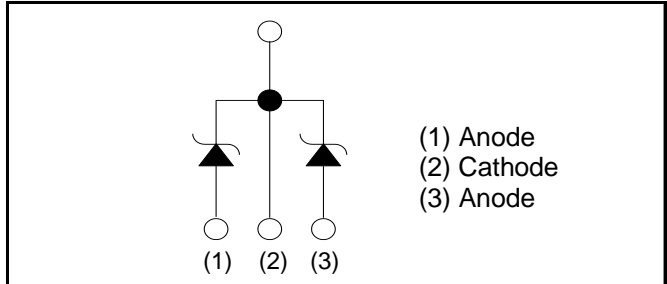 (1) Anode
(2) Cathode
(3) Anode
(1) (2) (3)